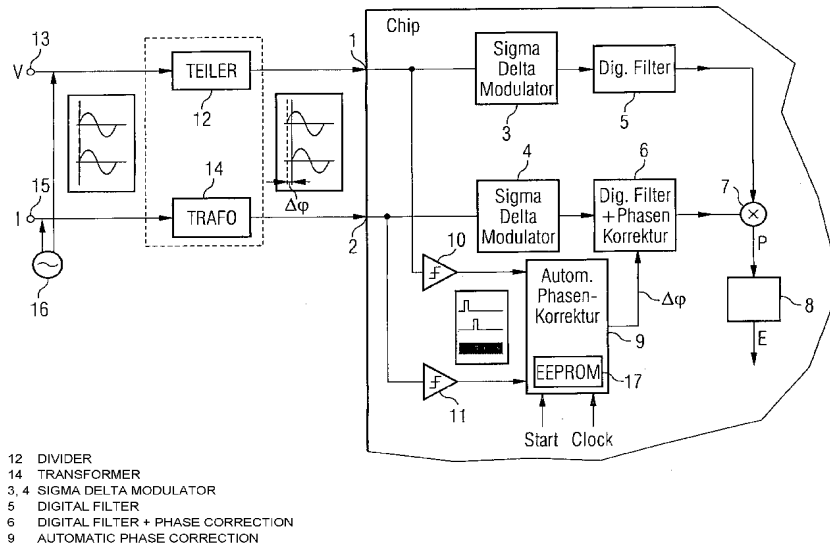 Chip
13
V
TEILER
12
1
Sigma
Delta
Modulator
3
Dig. Filter
5
15
I
14
TRAFO
Δφ
2
16
4
Sigma
Delta
Modulator
6
Dig. Filter
+Phasen
Korrektur
7
P
8
E
10
11
Autom.
Phasen-
Korrektur
9
Δφ
EEPROM
17
Start
Clock
12 DIVIDER
14 TRANSFORMER
3, 4 SIGMA DELTA MODULATOR
5 DIGITAL FILTER
6 DIGITAL FILTER + PHASE CORRECTION
9 AUTOMATIC PHASE CORRECTION